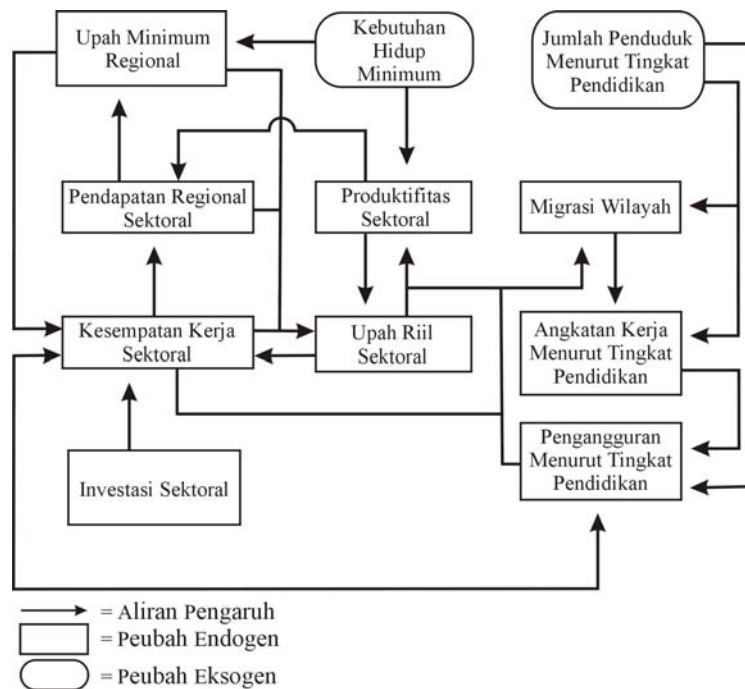 Upah Minimum
Regional
Kebutuhan
Hidup
Minimum
Jumlah Penduduk
Menurut Tingkat
Pendidikan
Pendapatan Regional
Sektoral
Produktifitas
Sektoral
Migrasi Wilayah
Kesempatan Kerja
Sektoral
Upah Riil
Sektoral
Angkatan Kerja
Menurut Tingkat
Pendidikan
Investasi Sektoral
Pengangguran
Menurut Tingkat
Pendidikan
= Aliran Pengaruh
= Peubah Endogen
= Peubah Eksogen